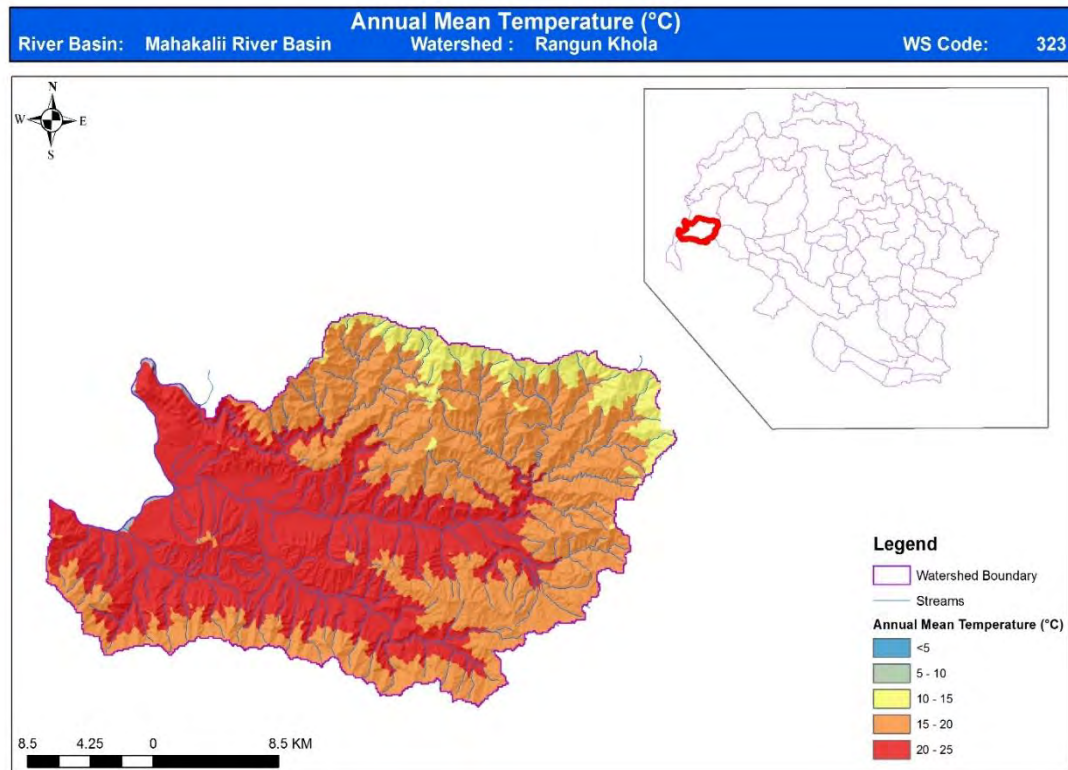 Annual Mean Temperature (°C)
River Basin: Mahakalii River Basin Watershed : Rangun Khola WS Code: 323
N
W E
S
Legend
Watershed Boundary
Streams
Annual Mean Temperature (°C)
<5
5 - 10
10 - 15
15 - 20
20 - 25
8.5 4.25 0 8.5 KM